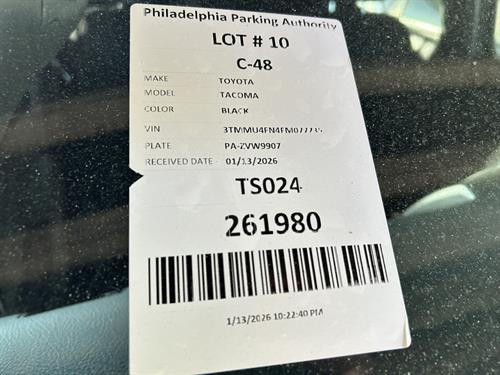 Philadelphia Parking Authority
LOT # 10
C-48
MAKE TOYOTA
MODEL TACOMA
COLOR BLACK
VIN
PLATE PA-ZVW9907
RECEIVED DATE 01/13/2026
TS024
261980
1/13/2026 10:22:40 PM